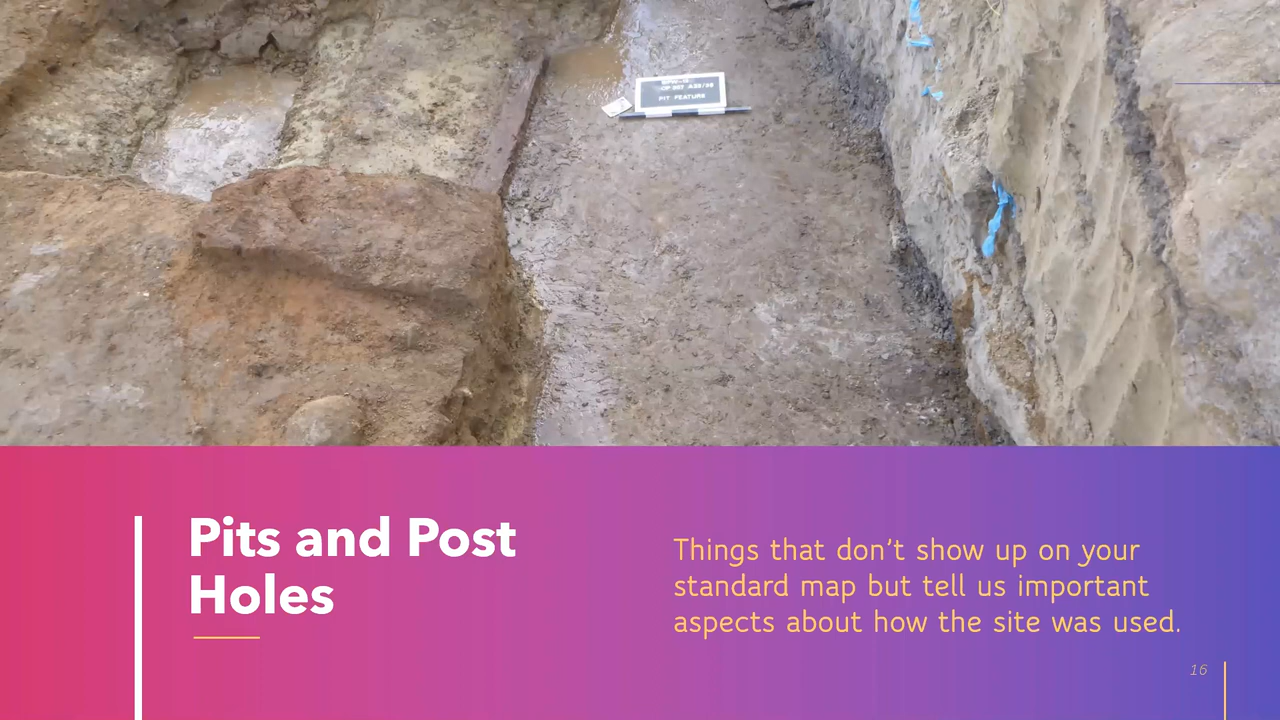 PIT FEATURE
Pits and Post
Holes
Things that don't show up on your
standard map but tell us important
aspects about how the site was used.
16